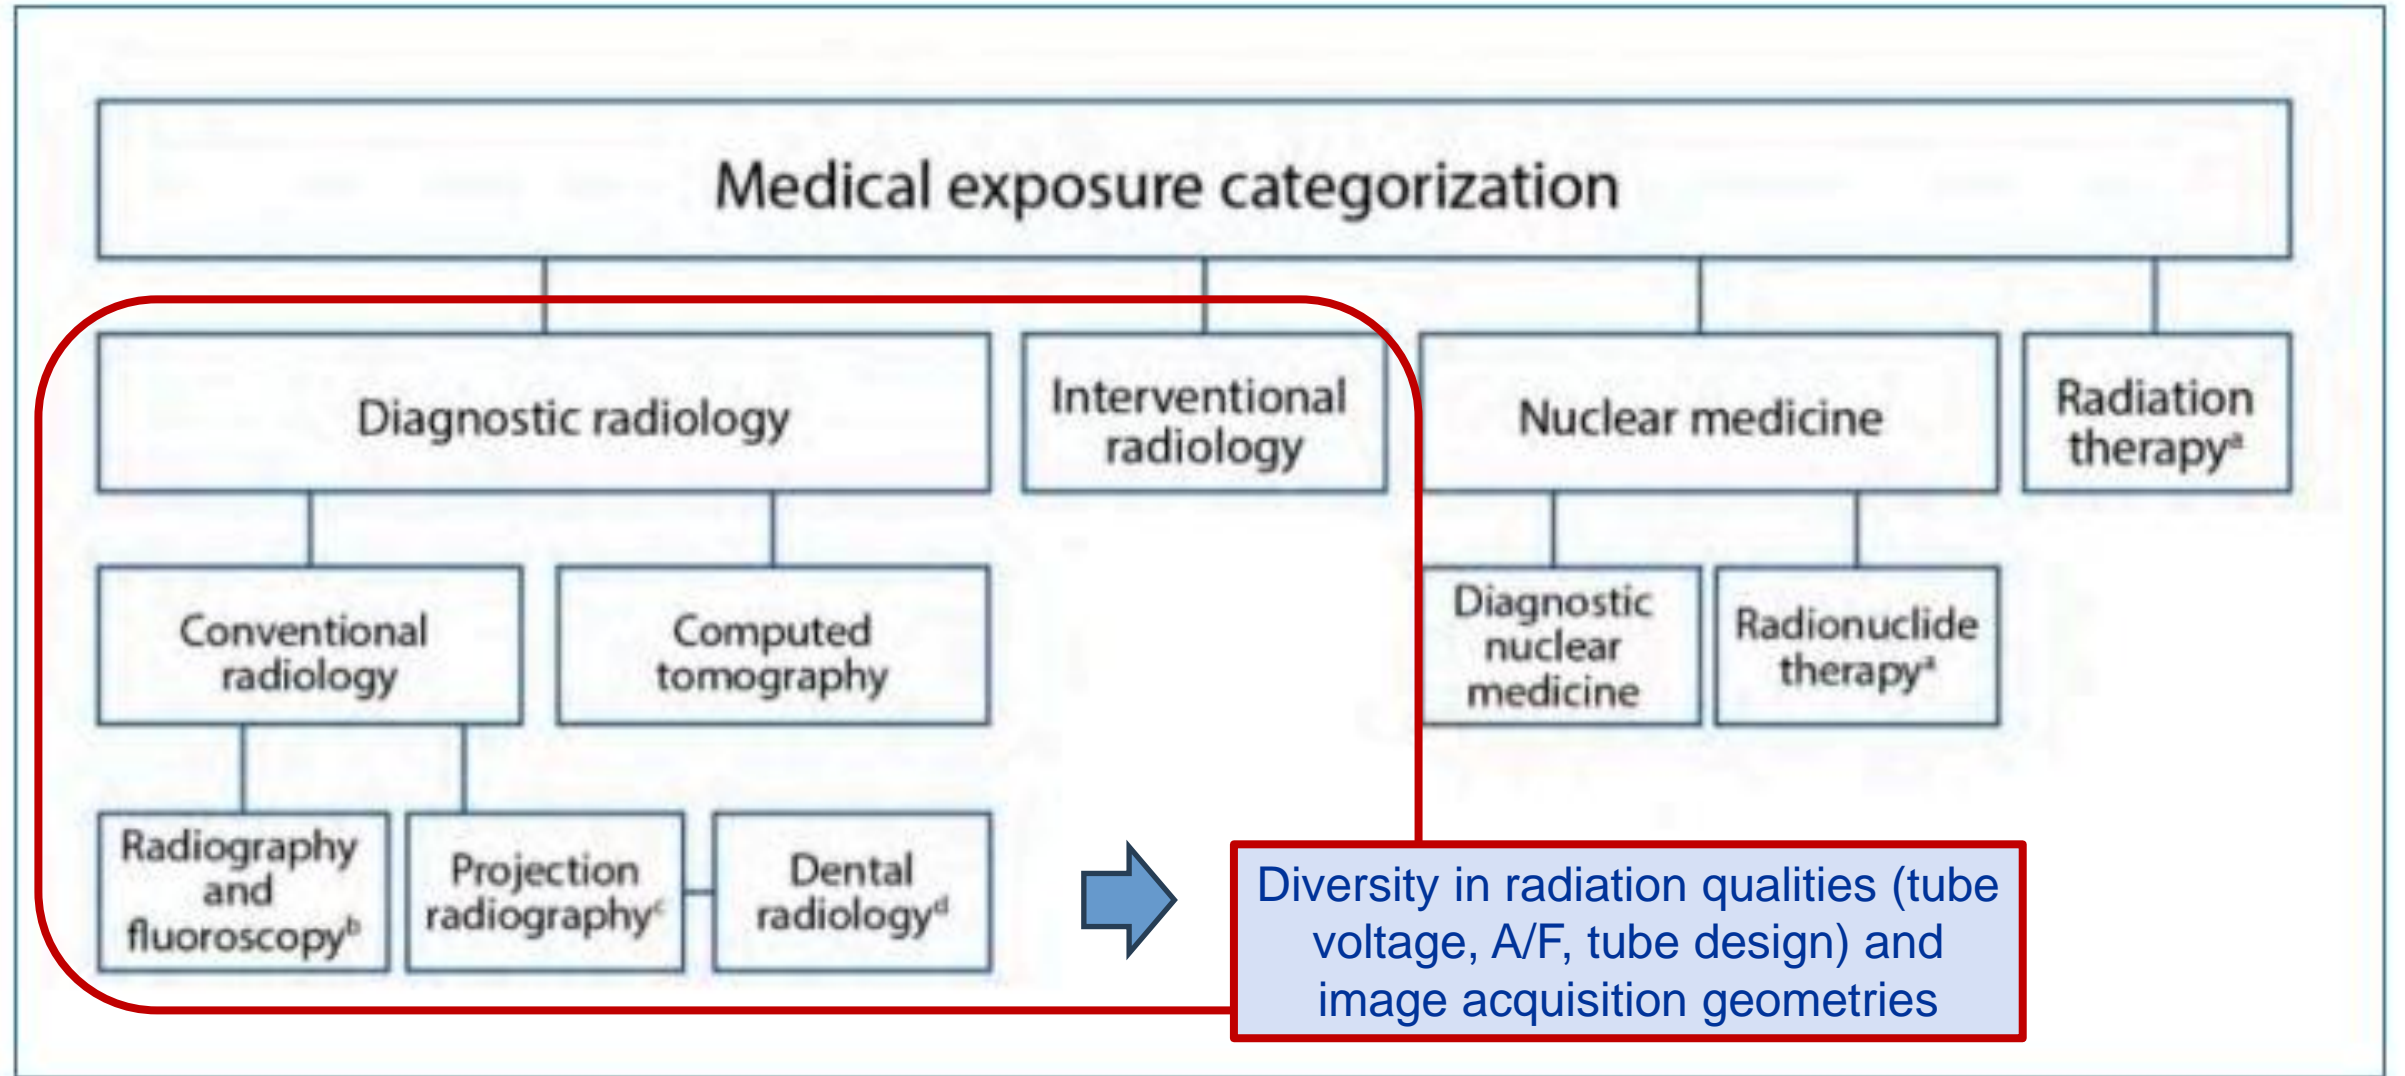 Medical exposure categorization
Diagnostic radiology
Interventional
radiology
Nuclear medicine
Radiation
therapyᵃ
Conventional
radiology
Computed
tomography
Diagnostic
nuclear
medicine
Radionuclide
therapyᵃ
Radiography
and
fluoroscopyᵇ
Projection
radiographyᶜ
Dental
radiologyᵈ
Diversity in radiation qualities (tube
voltage, A/F, tube design) and
image acquisition geometries